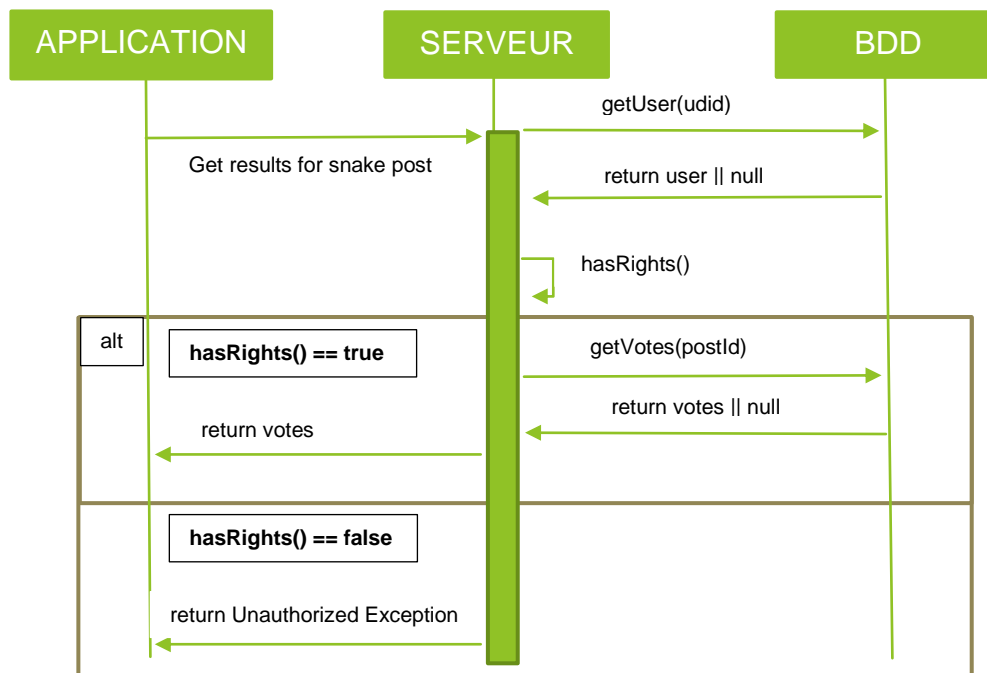 APPLICATION
SERVEUR
BDD
getUser(udid)
Get results for snake post
return user || null
hasRights()
alt
hasRights() == true
getVotes(postId)
return votes || null
return votes
hasRights() == false
return Unauthorized Exception